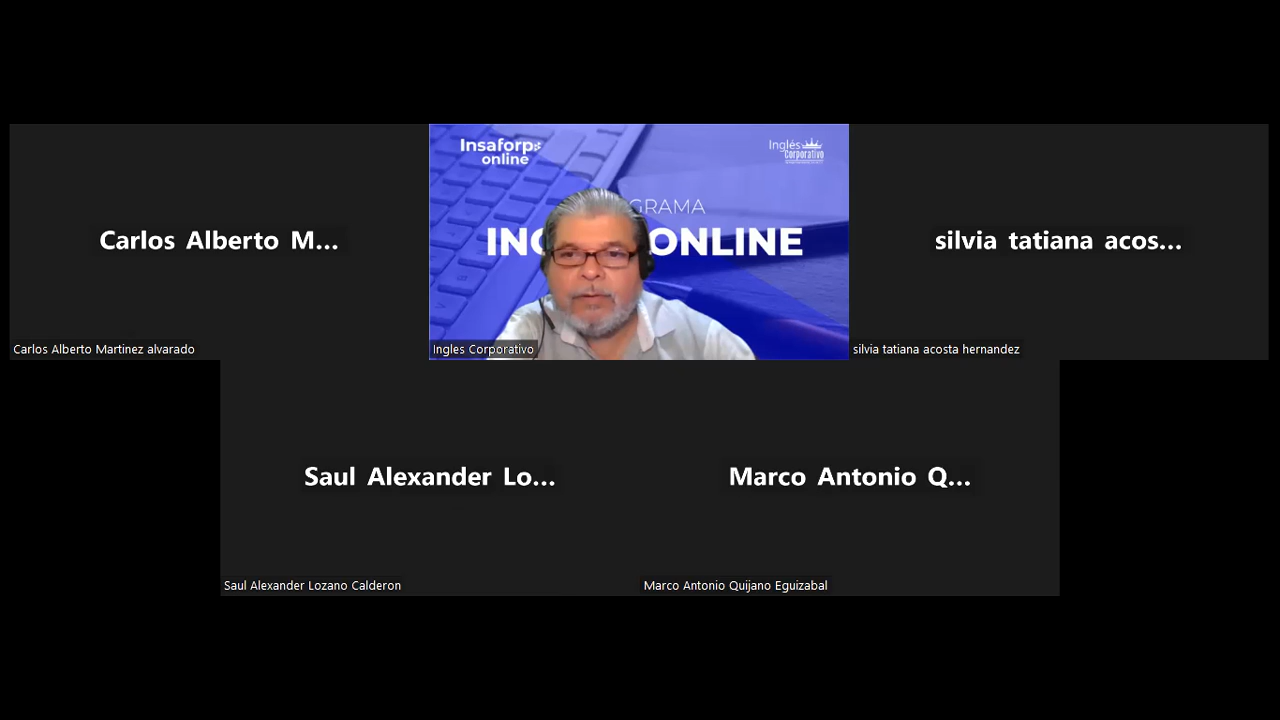 Carlos Alberto M...
Carlos Alberto Martinez alvarado
Insaforp
online
Inglés
Corporativo
GRAMA
ING ONLINE
Ingles Corporativo
silvia tatiana acos...
silvia tatiana acosta hernandez
Saul Alexander Lo...
Saul Alexander Lozano Calderon
Marco Antonio Q...
Marco Antonio Quijano Eguizabal